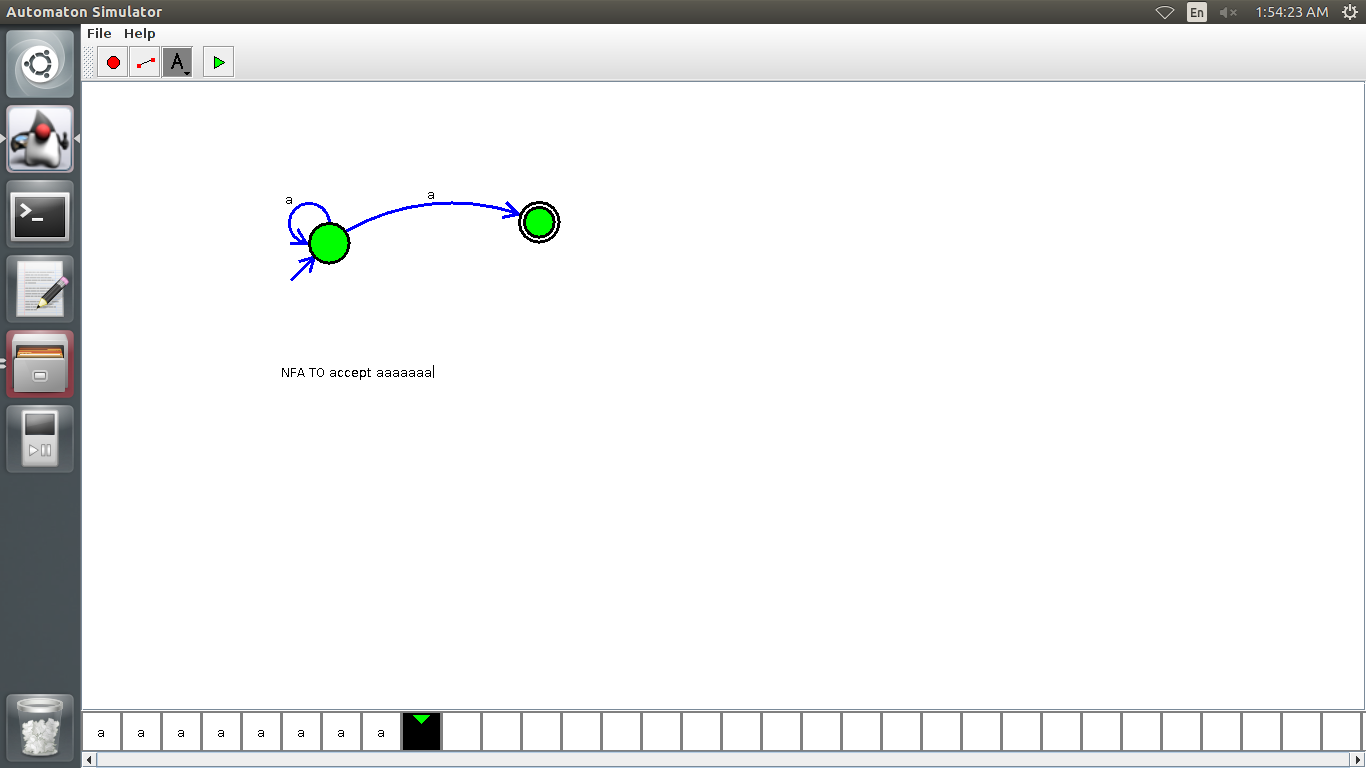 Automaton Simulator
En
1:54:23 AM
File Help
A
a
a
NFA TO accept aaaaaaa
a a a a a a a a